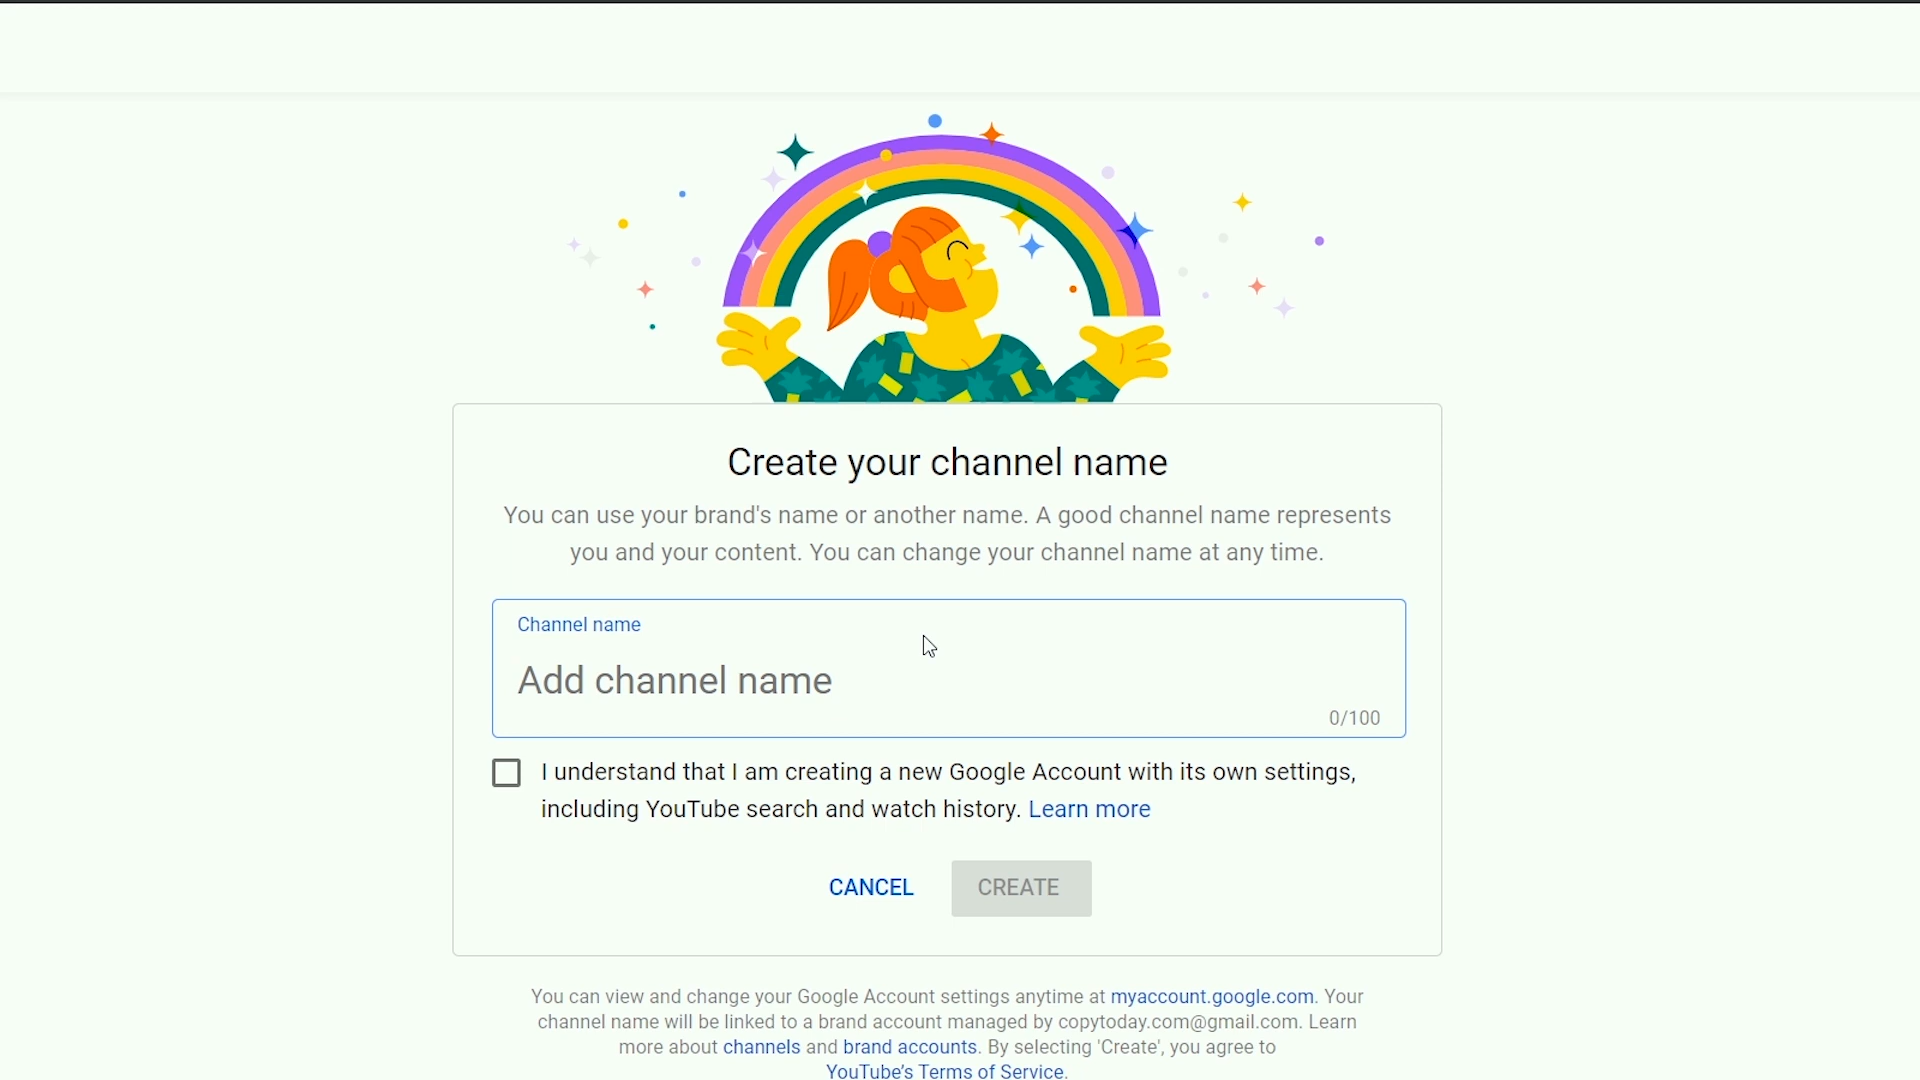 Create your channel name
You can use your brand's name or another name. A good channel name represents
you and your content. You can change your channel name at any time.
Channel name
Add channel name
0/100
I understand that I am creating a new Google Account with its own settings,
including YouTube search and watch history. Learn more
CANCEL
CREATE
You can view and change your Google Account settings anytime at myaccount.google.com. Your
channel name will be linked to a brand account managed by copytoday.com@gmail.com. Learn
more about channels and brand accounts. By selecting 'Create', you agree to
YouTube's Terms of Service.